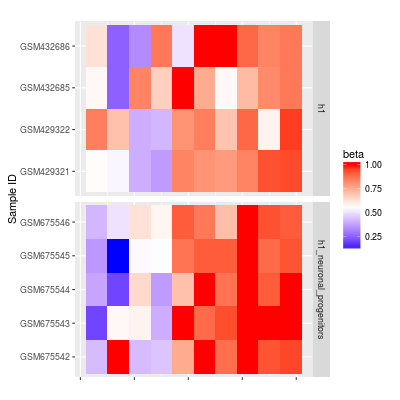 Sample ID
GSM432686
GSM432685
GSM429322
GSM429321
h1
GSM675546
GSM675545
GSM675544
GSM675543
GSM675542
h1_neuronal_progenitors
beta
1.00
0.75
0.50
0.25